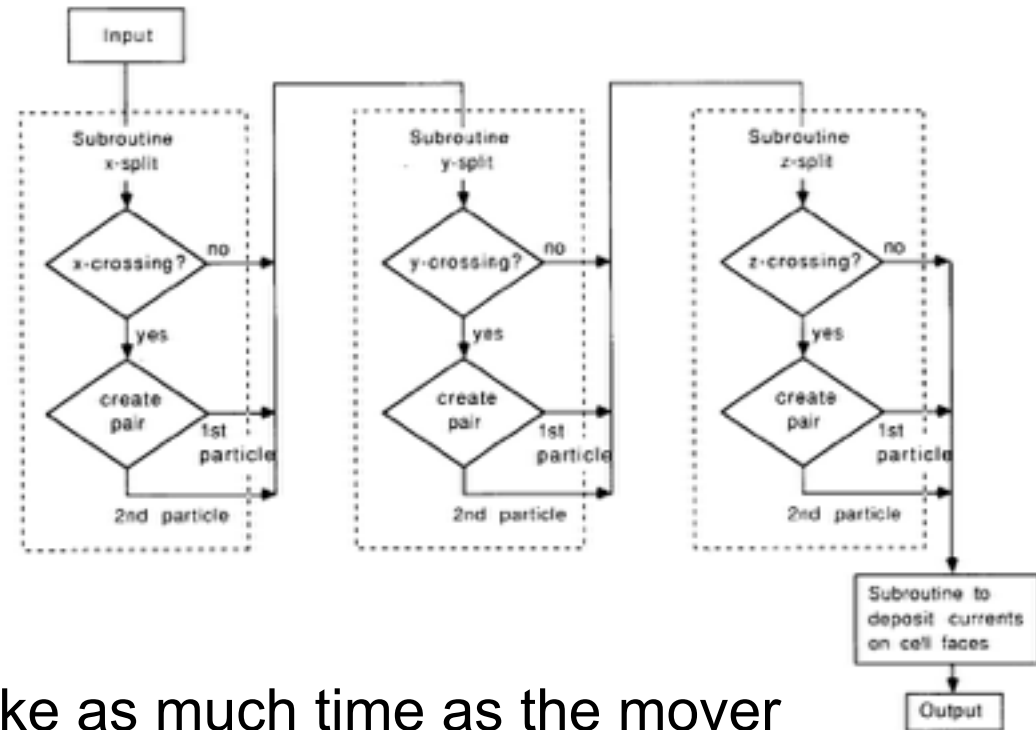 Input
Subroutine
x-split
x-crossing?
no
yes
create
pair
1st
particle
2nd particle
Subroutine
y-split
y-crossing?
no
yes
create
pair
1st
particle
2nd particle
Subroutine
z-split
z-crossing?
no
yes
create
pair
1st
particle
2nd particle
Subroutine to
deposit currents
on cell faces
Output
as much time as the mover